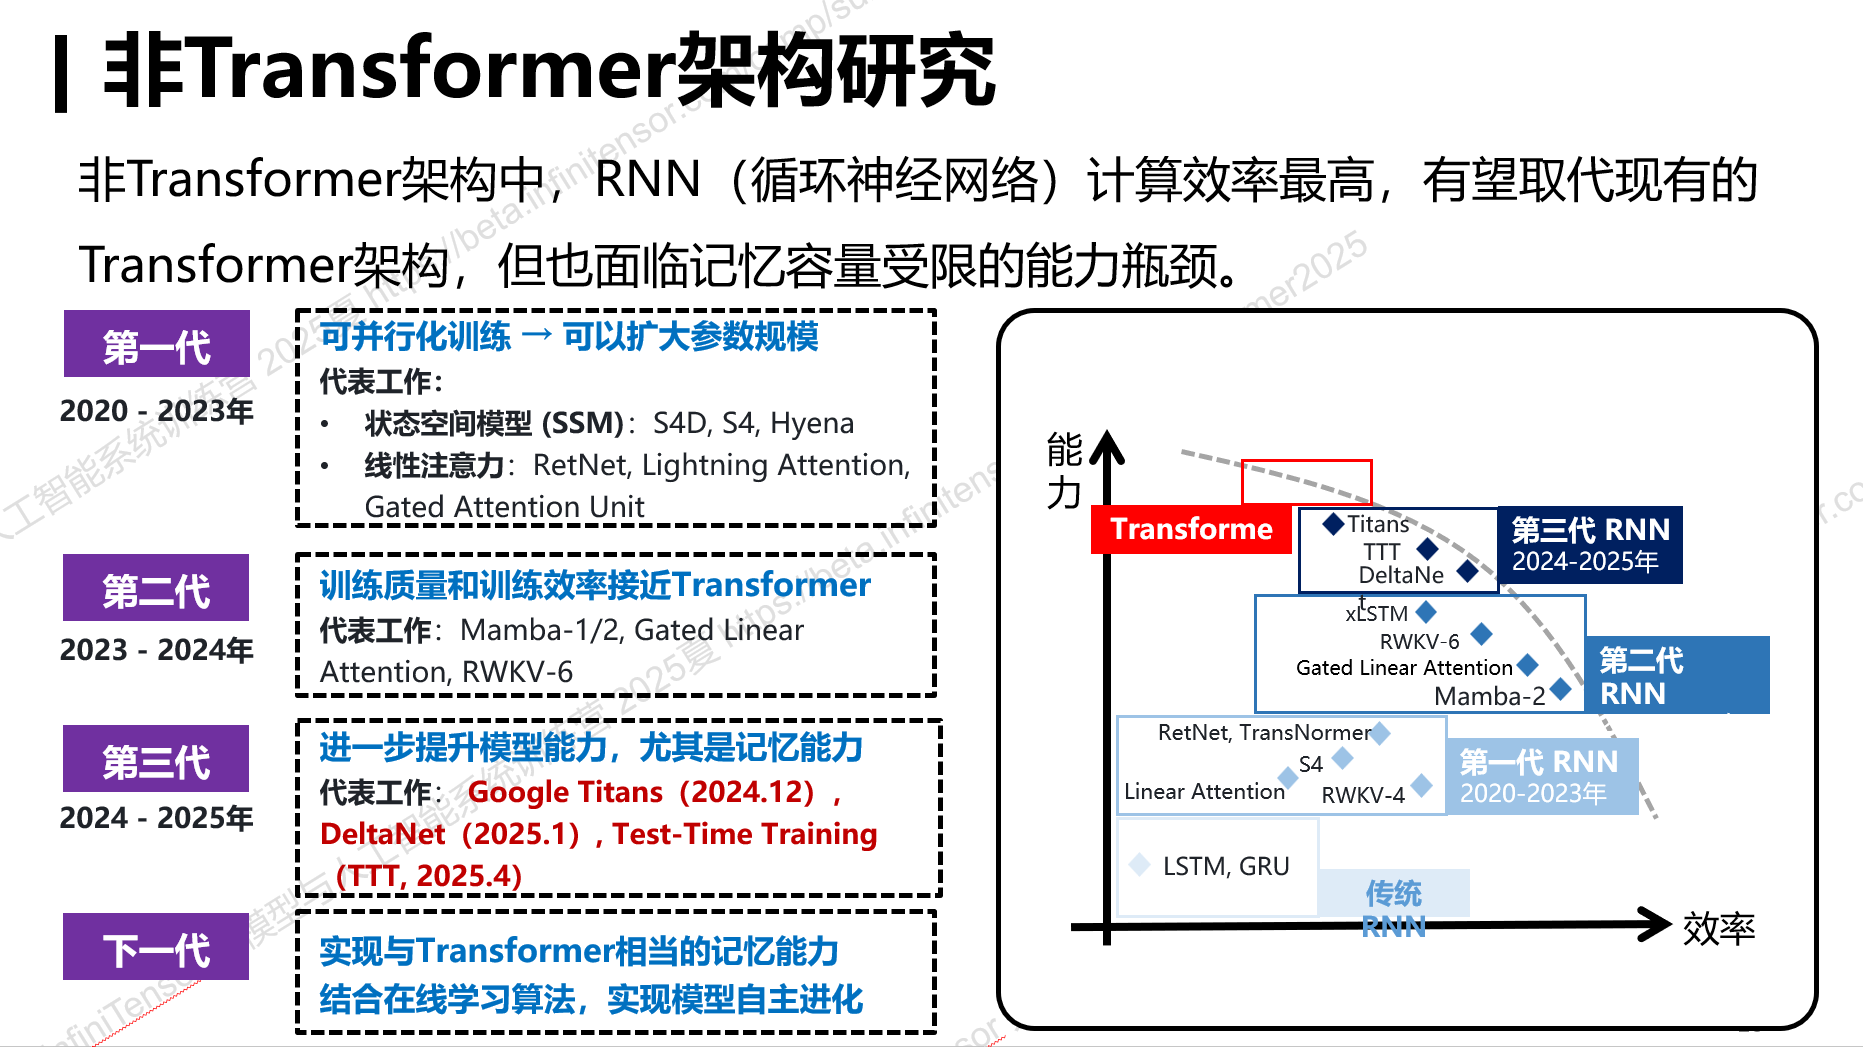 非Transformer架构研究
非Transformer架构中，RNN（循环神经网络）计算效率最高，有望取代现有的
Transformer架构，但也面临记忆容量受限的能力瓶颈。
第一代
2020 - 2023年
可并行化训练 → 可以扩大参数规模
代表工作：
• 状态空间模型 (SSM)：S4D, S4, Hyena
• 线性注意力：RetNet, Lightning Attention,
Gated Attention Unit
第二代
2023 - 2024年
训练质量和训练效率接近Transformer
代表工作：Mamba-1/2, Gated Linear
Attention, RWKV-6
第三代
2024 - 2025年
进一步提升模型能力，尤其是记忆能力
代表工作： Google Titans（2024.12）,
DeltaNet（2025.1）, Test-Time Training
（TTT, 2025.4）
下一代
实现与Transformer相当的记忆能力
结合在线学习算法，实现模型自主进化
能
力
Transforme
Titans
TTT
DeltaNe
t
第三代 RNN
2024-2025年
xLSTM
RWKV-6
Gated Linear Attention
Mamba-2
第二代
RNN
RetNet, TransNormer
S4
Linear Attention
RWKV-4
第一代 RNN
2020-2023年
LSTM, GRU
传统
RNN
效率